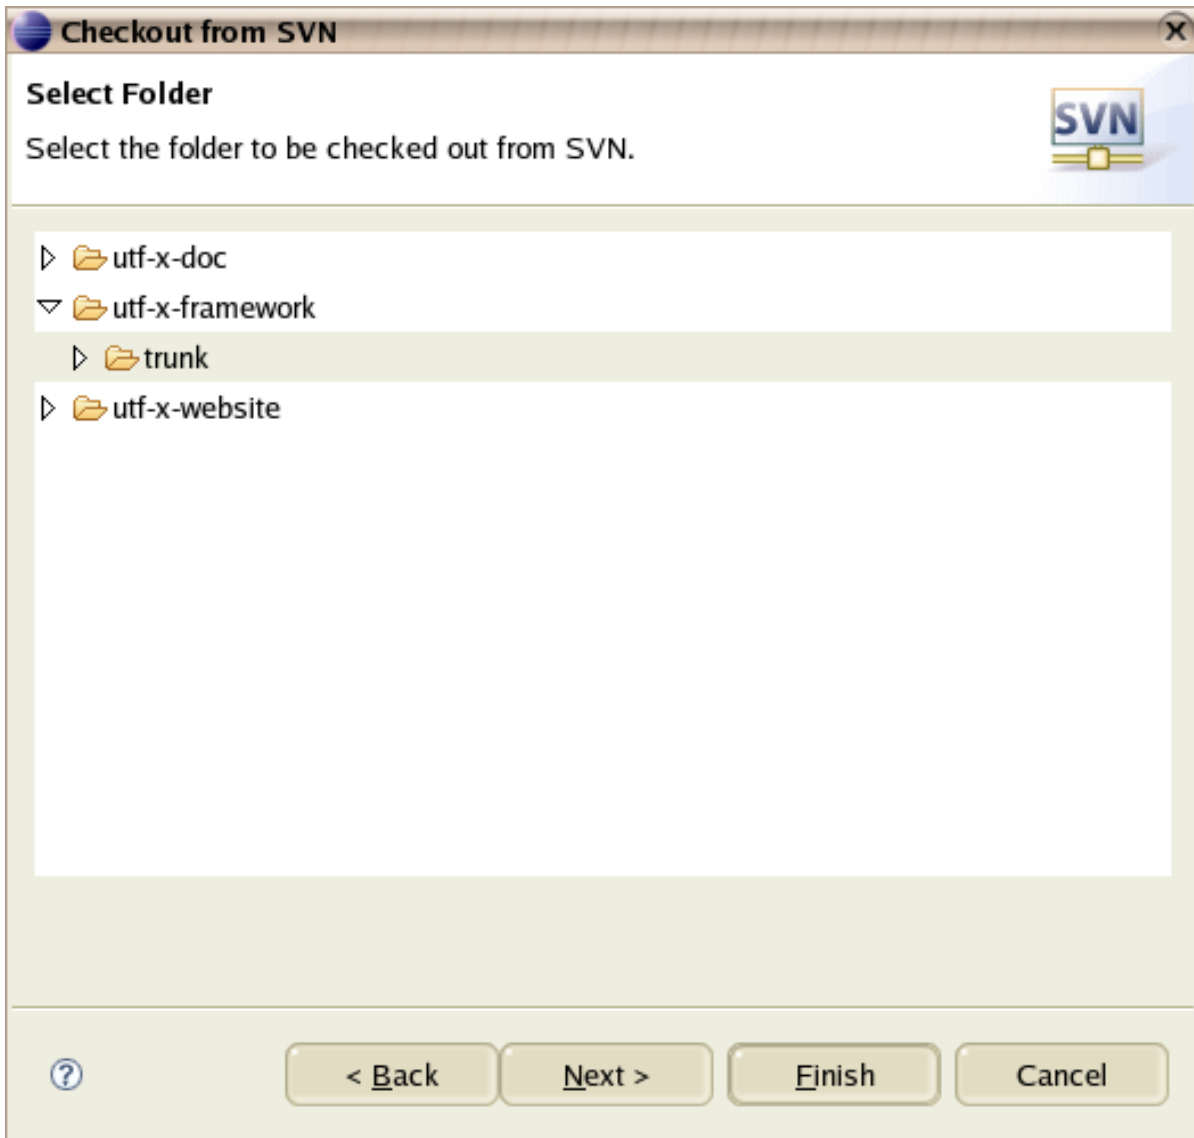 Checkout from SVN
Select Folder
Select the folder to be checked out from SVN.
SVN
utf-x-doc
utf-x-framework
trunk
utf-x-website
?
< Back
Next >
Finish
Cancel